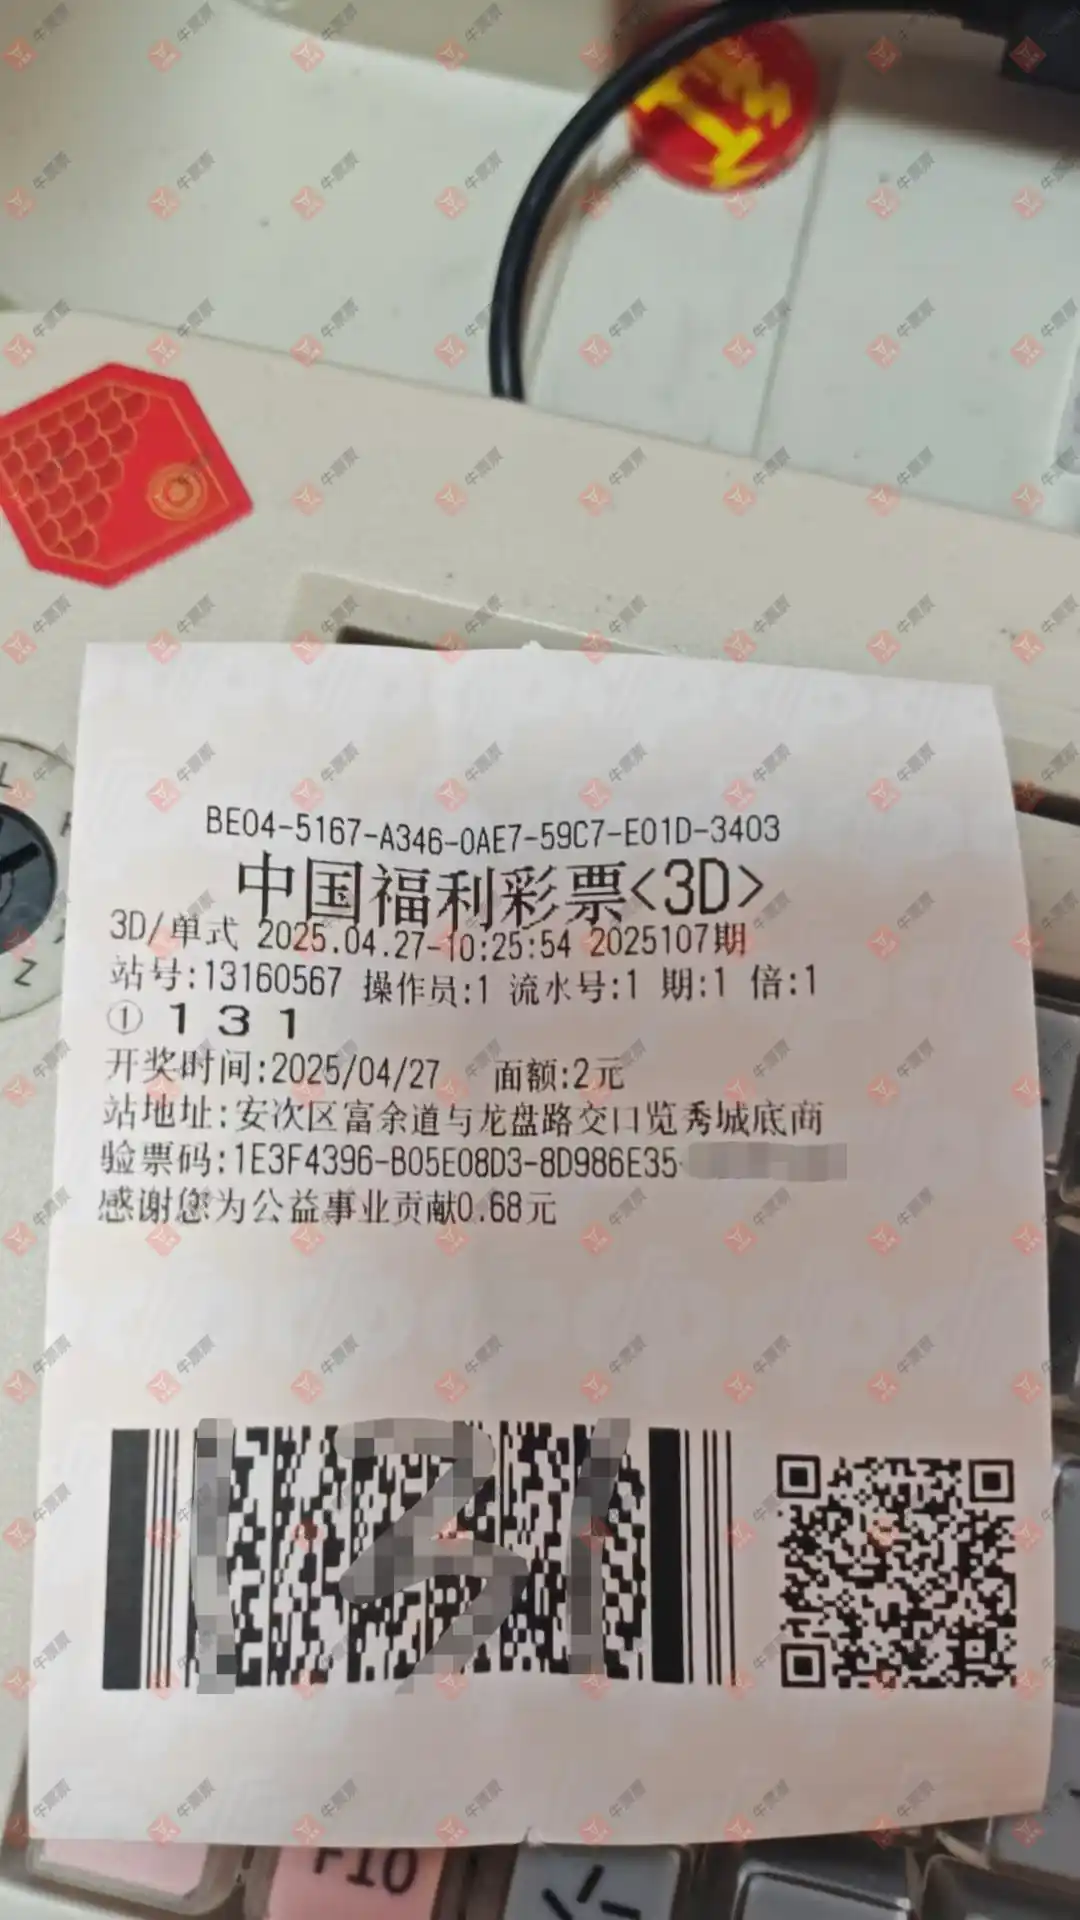 BE04-5167-A346-0AE7-59C7-E01D-3403
中国福利彩票<3D>
3D/单式 2025.04.27-10:25:54 2025107期
站号:13160567 操作员:1 流水号:1 期:1 倍:1
① 1 3 1
开奖时间:2025/04/27 面额:2元
站地址:安次区富余道与龙盘路交口览秀城底商
验票码:1E3F4396-B05E08D3-8D986E35-
感谢您为公益事业贡献0.68元
131
F10
Z
牛票票